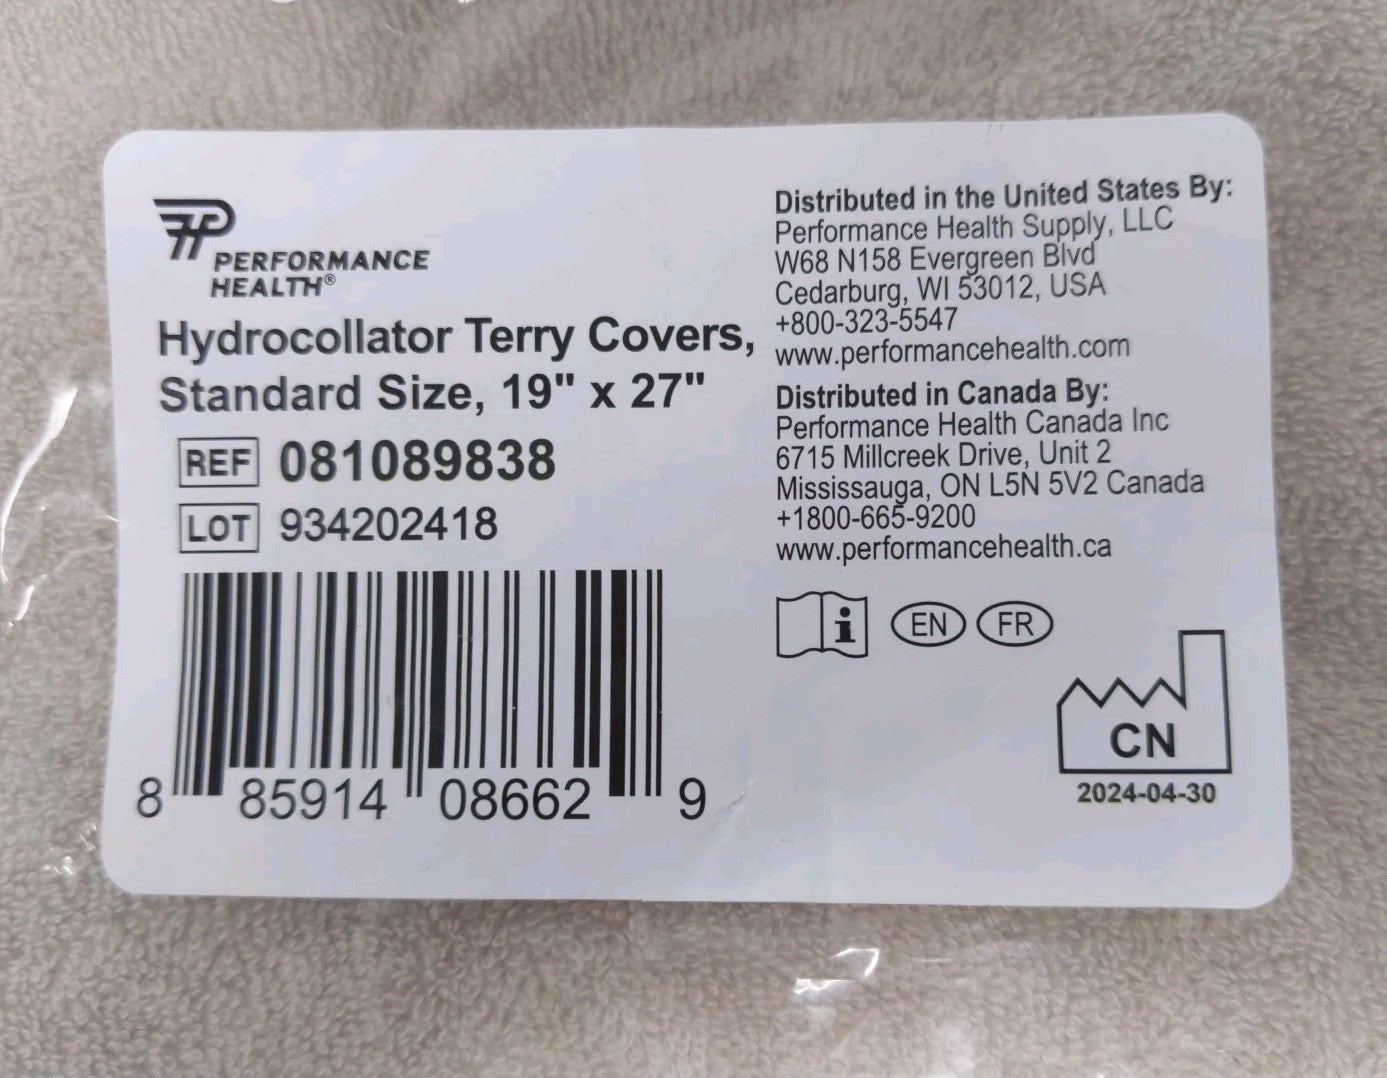 PERFORMANCE
HEALTH®
Hydrocollator Terry Covers,
Standard Size, 19" x 27"
REF 081089838
LOT 934202418
8 85914 08662 9
Distributed in the United States By:
Performance Health Supply, LLC
W68 N158 Evergreen Blvd
Cedarburg, WI 53012, USA
+800-323-5547
www.performancehealth.com
Distributed in Canada By:
Performance Health Canada Inc
6715 Millcreek Drive, Unit 2
Mississauga, ON L5N 5V2 Canada
+1800-665-9200
www.performancehealth.ca
i EN FR
CN
2024-04-30